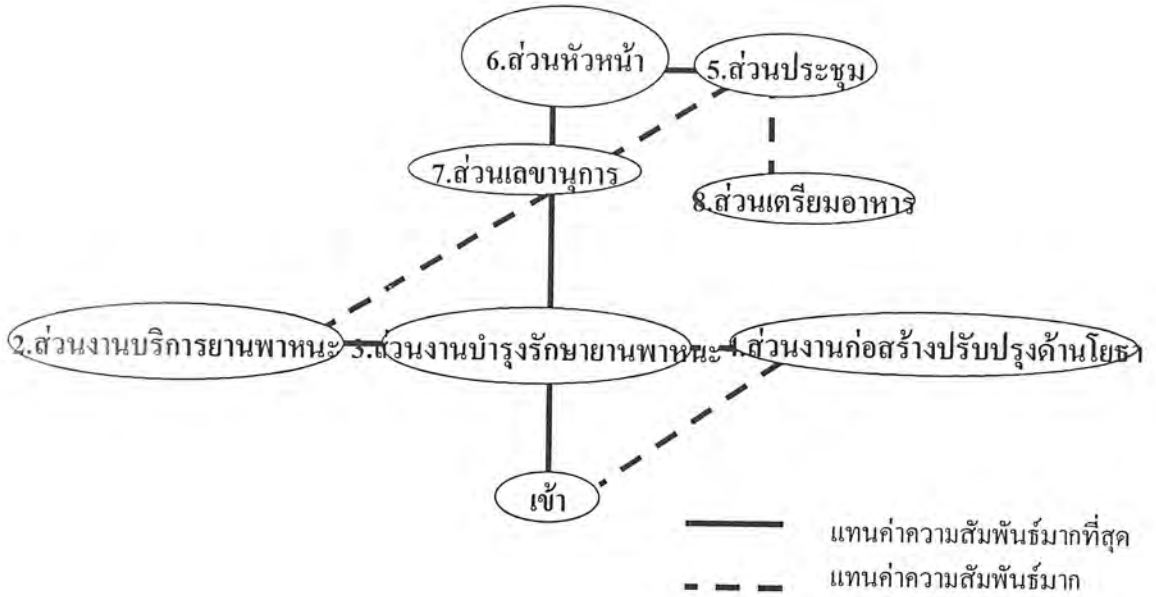 6.ส่วนหัวหน้า
5.ส่วนประชุม
7.ส่วนเลขานุการ
8.ส่วนเตรียมอาหาร
2.ส่วนงานบริการยานพาหนะ
3.ส่วนงานบำรุงรักษายานพาหนะ
4.ส่วนงานก่อสร้างปรับปรุงด้านโยธา
เข้า
แทนค่าความสัมพันธ์มากที่สุด
แทนค่าความสัมพันธ์มาก